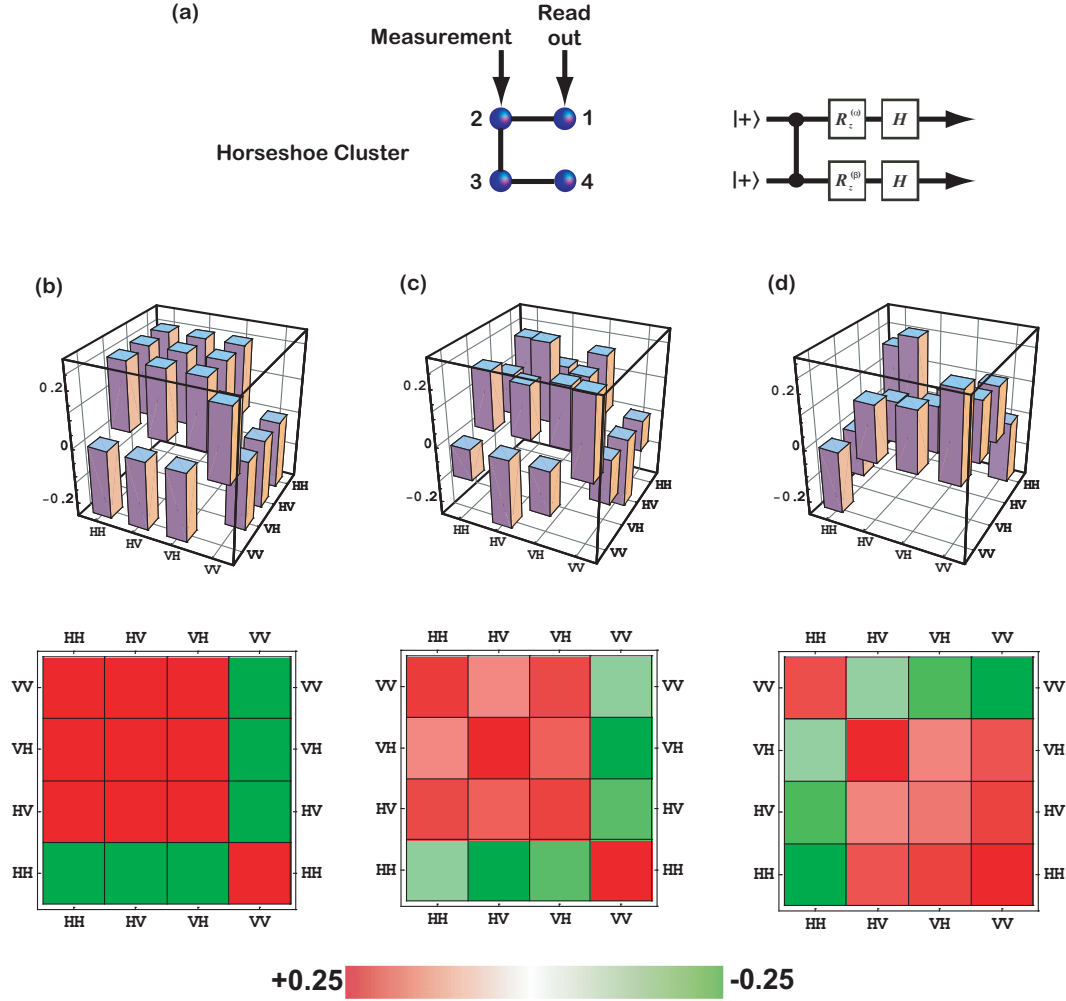 (a)
Read
out
Measurement
2
1
Horseshoe Cluster
3
4
|+⟩
R_z^(α)
H
|+⟩
R_z^(β)
H
(b)
(c)
(d)
0.2
0
−0.2
HH
HV
VH
VV
HH
HV
VH
VV
0.2
0
−0.2
HH
HV
VH
VV
HH
HV
VH
VV
0.2
0
−0.2
HH
HV
VH
VV
HH
HV
VH
VV
HH HV VH VV
VV VV
VH VH
HV HV
HH HH
HH HV VH VV
HH HV VH VV
VV VV
VH VH
HV HV
HH HH
HH HV VH VV
HH HV VH VV
VV VV
VH VH
HV HV
HH HH
HH HV VH VV
+0.25 -0.25